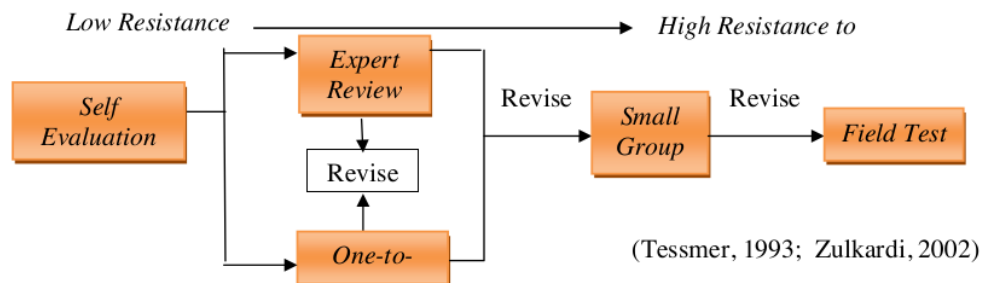 Low Resistance
High Resistance to
Expert
Review
Self
Evaluation
Revise
Small
Group
Revise
Field Test
Revise
One-to-
(Tessmer, 1993; Zulkardi, 2002)